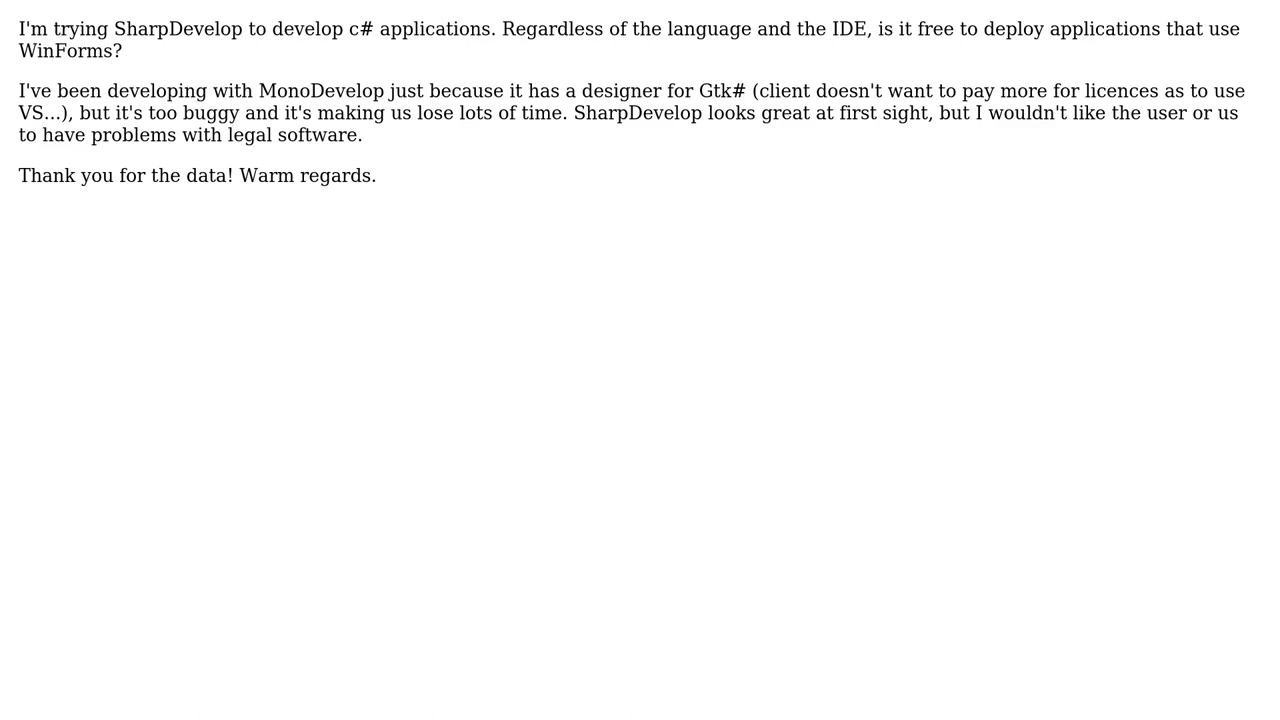 I'm trying SharpDevelop to develop c# applications. Regardless of the language and the IDE, is it free to deploy applications that use
WinForms?
I've been developing with MonoDevelop just because it has a designer for Gtk# (client doesn't want to pay more for licences as to use
VS...), but it's too buggy and it's making us lose lots of time. SharpDevelop looks great at first sight, but I wouldn't like the user or us
to have problems with legal software.
Thank you for the data! Warm regards.